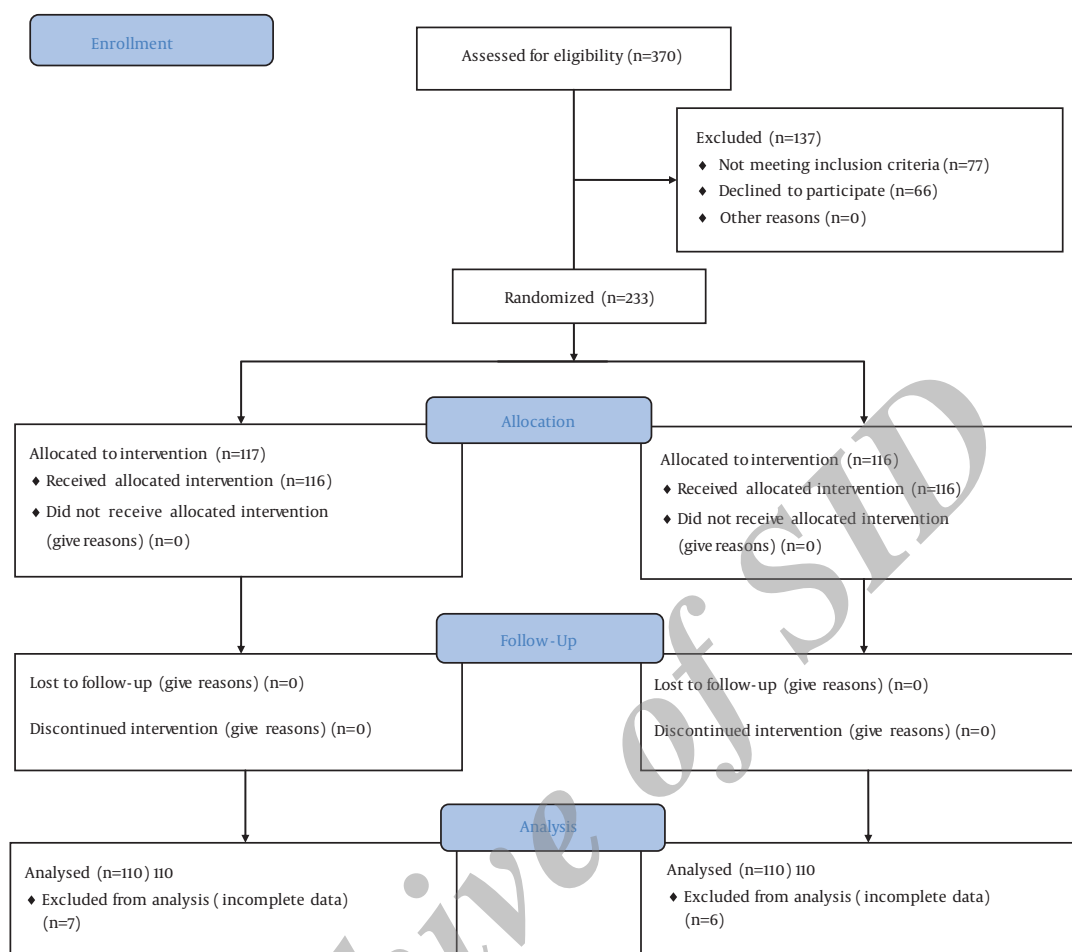 Enrollment
Assessed for eligibility (n=370)
Excluded (n=137)
♦ Not meeting inclusion criteria (n=77)
♦ Declined to participate (n=66)
♦ Other reasons (n=0)
Randomized (n=233)
Allocation
Allocated to intervention (n=117)
♦ Received allocated intervention (n=116)
♦ Did not receive allocated intervention
(give reasons) (n=0)
Allocated to intervention (n=116)
♦ Received allocated intervention (n=116)
♦ Did not receive allocated intervention
(give reasons) (n=0)
Follow-Up
Lost to follow-up (give reasons) (n=0)
Discontinued intervention (give reasons) (n=0)
Lost to follow-up (give reasons) (n=0)
Discontinued intervention (give reasons) (n=0)
Analysis
Analysed (n=110) 110
♦ Excluded from analysis ( incomplete data)
(n=7)
Analysed (n=110) 110
♦ Excluded from analysis ( incomplete data)
(n=6)
hive of SID